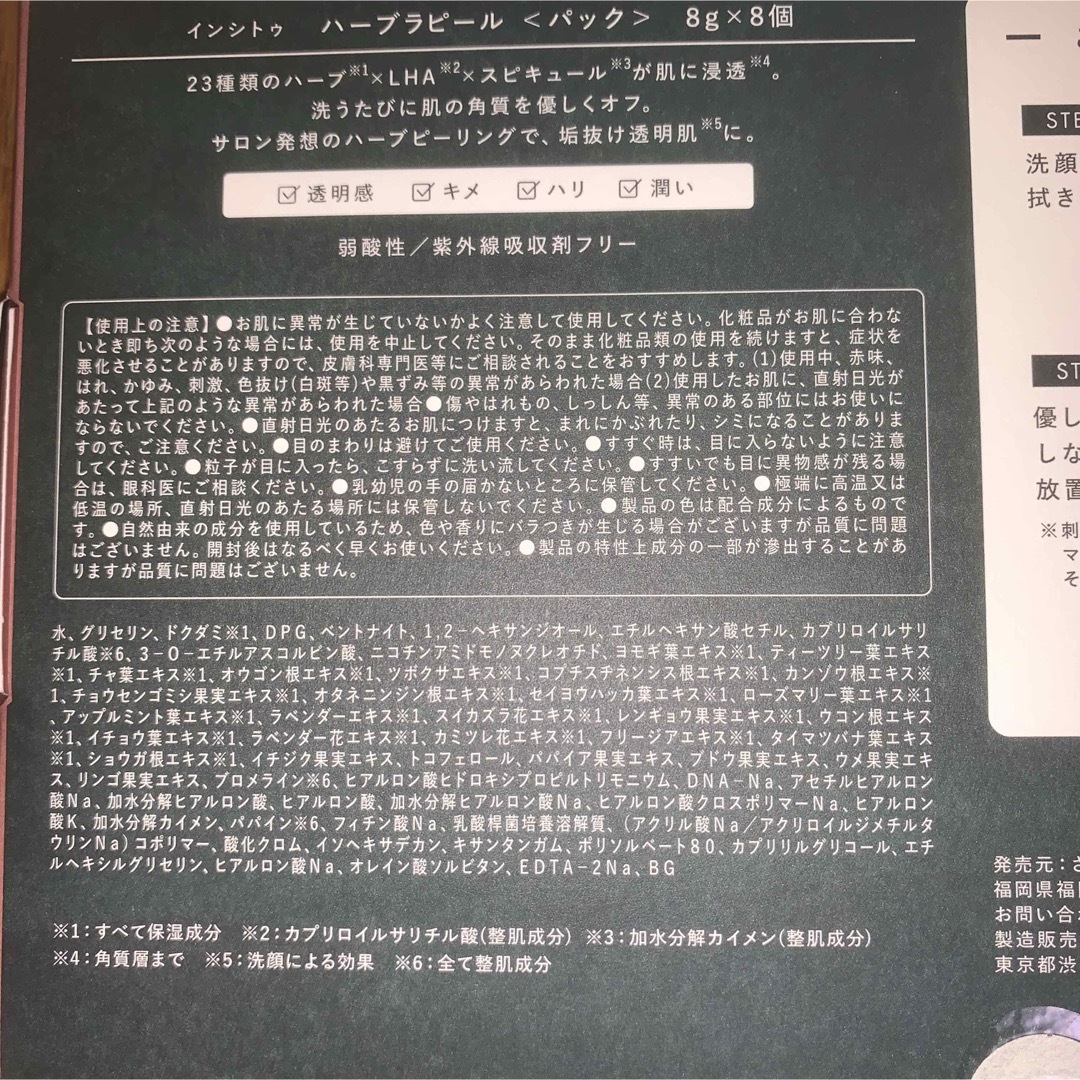 インシトゥ ハーブラピール ＜パック＞ 8g×8個
23種類のハーブ※1×LHA※2×スピキュール※3が肌に浸透※4。
洗うたびに肌の角質を優しくオフ。
サロン発想のハーブピーリングで、垢抜け透明肌※5に。
☑透明感 ☑キメ ☑ハリ ☑潤い
弱酸性／紫外線吸収剤フリー
【使用上の注意】●お肌に異常が生じていないかよく注意して使用してください。化粧品がお肌に合わな
いとき即ち次のような場合には、使用を中止してください。そのまま化粧品類の使用を続けますと、症状を
悪化させることがありますので、皮膚科専門医等にご相談されることをおすすめします。(1)使用中、赤味、
はれ、かゆみ、刺激、色抜け(白斑等)や黒ずみ等の異常があらわれた場合(2)使用したお肌に、直射日光が
あたって上記のような異常があらわれた場合●傷やはれもの、しっしん等、異常のある部位にはお使いに
ならないでください。●直射日光のあたるお肌につけますと、まれにかぶれたり、シミになることがありま
すので、ご注意ください。●目のまわりは避けてご使用ください。●すすぐ時は、目に入らないように注意
してください。●粒子が目に入ったら、こすらずに洗い流してください。●すすいでも目に異物感が残る場
合は、眼科医にご相談ください。●乳幼児の手の届かないところに保管してください。●極端に高温又は
低温の場所、直射日光のあたる場所には保管しないでください。●製品の色は配合成分によるもので
す。●自然由来の成分を使用しているため、色や香りにバラつきが生じる場合がございますが品質に問題
はございません。開封後はなるべく早くお使いください。●製品の特性上成分の一部が滲出することがあ
りますが品質に問題はございません。
水、グリセリン、ドクダミ※1、DPG、ベントナイト、1,2－ヘキサンジオール、エチルヘキサン酸セチル、カプリロイルサリ
チル酸※6、3－O－エチルアスコルビン酸、ニコチンアミドモノヌクレオチド、ヨモギ葉エキス※1、ティーツリー葉エキス
※1、チャ葉エキス※1、オウゴン根エキス※1、ツボクサエキス※1、コプチスチネンシス根エキス※1、カンゾウ根エキス※
1、チョウセンゴミシ果実エキス※1、オタネニンジン根エキス※1、セイヨウハッカ葉エキス※1、ローズマリー葉エキス※1
、アップルミント葉エキス※1、ラベンダーエキス※1、スイカズラ花エキス※1、レンギョウ果実エキス※1、ウコン根エキス
※1、イチョウ葉エキス※1、ラベンダー花エキス※1、カミツレ花エキス※1、フリージアエキス※1、タイマツバナ葉エキス
※1、ショウガ根エキス※1、イチジク果実エキス、トコフェロール、パパイア果実エキス、ブドウ果実エキス、ウメ果実エキ
ス、リンゴ果実エキス、ブロメライン※6、ヒアルロン酸ヒドロキシプロピルトリモニウム、DNA－Na、アセチルヒアルロン
酸Na、加水分解ヒアルロン酸、ヒアルロン酸、加水分解ヒアルロン酸Na、ヒアルロン酸クロスポリマーNa、ヒアルロン
酸K、加水分解カイメン、パパイン※6、フィチン酸Na、乳酸桿菌培養溶解質、（アクリル酸Na／アクリロイルジメチルタ
ウリンNa）コポリマー、酸化クロム、イソヘキサデカン、キサンタンガム、ポリソルベート80、カプリリルグリコール、エチ
ルヘキシルグリセリン、ヒアルロン酸Na、オレイン酸ソルビタン、EDTA－2Na、BG
※1：すべて保湿成分 ※2：カプリロイルサリチル酸(整肌成分) ※3：加水分解カイメン(整肌成分)
※4：角質層まで ※5：洗顔による効果 ※6：全て整肌成分
STE
洗顔
拭き
ST
優し
しな
放置
※刺
マ
そ
発売元：さ
福岡県福
お問い合
製造販売
東京都渋